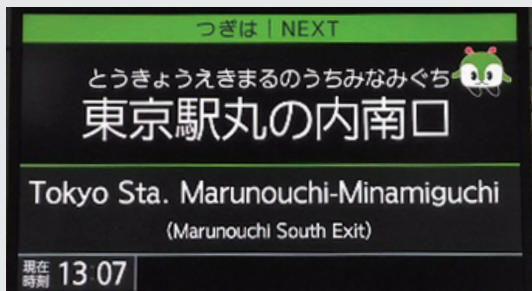 つぎは | NEXT
とうきょうえきまるのうちみなみぐち
東京駅丸の内南口
Tokyo Sta. Marunouchi-Minamiguchi
(Marunouchi South Exit)
現在
時刻 13:07